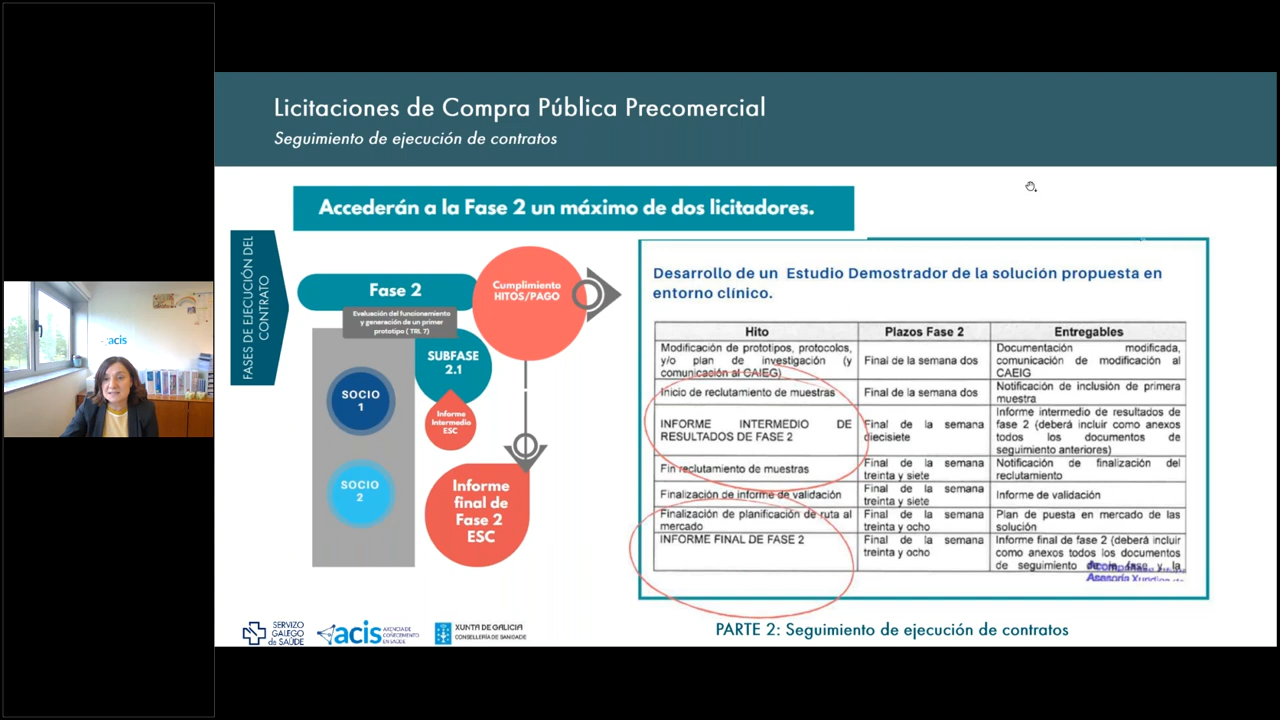 Licitaciones de Compra Pública Precomercial
Seguimiento de ejecución de contratos
Accederán a la Fase 2 un máximo de dos licitadores.
FASES DE EJECUCIÓN DEL
CONTRATO
Fase 2
Evaluación del funcionamiento
y generación de un primer
prototipo ( TRL 7)
Cumplimiento
HITOS/PAGO
SUBFASE
2.1
SOCIO
1
Informe
Intermedio
ESC
SOCIO
2
Informe
final de
Fase 2
ESC
Desarrollo de un Estudio Demostrador de la solución propuesta en
entorno clínico.
Hito Plazos Fase 2 Entregables
Modificación de prototipos, protocolos,
y/o plan de investigación (y
comunicación al CAIEG)
Final de la semana dos
Documentación modificada,
comunicación de modificación al
CAEIG
Inicio de reclutamiento de muestras
Final de la semana dos
Notificación de inclusión de primera
muestra
INFORME INTERMEDIO DE
RESULTADOS DE FASE 2
Final de la semana
diecisiete
Informe intermedio de resultados de
fase 2 (deberá incluir como anexos
todos los documentos de
seguimiento anteriores)
Fin reclutamiento de muestras
Final de la semana
treinta y siete
Notificación de finalización del
reclutamiento
Finalización de informe de validación
Final de la semana
treinta y siete
Informe de validación
Finalización de planificación de ruta al
mercado
Final de la semana
treinta y ocho
Plan de puesta en mercado de las
solución
INFORME FINAL DE FASE 2
Final de la semana
treinta y ocho
Informe final de fase 2 (deberá incluir
como anexos todos los documentos
de seguimiento de la fase y la
Asesoría Xurídica
SERVIZO
GALEGO
de SAÚDE
acis
AXENCIA DE
COÑECEMENTO
EN SAÚDE
XUNTA DE GALICIA
CONSELLERÍA DE SANIDADE
PARTE 2: Seguimiento de ejecución de contratos
acis